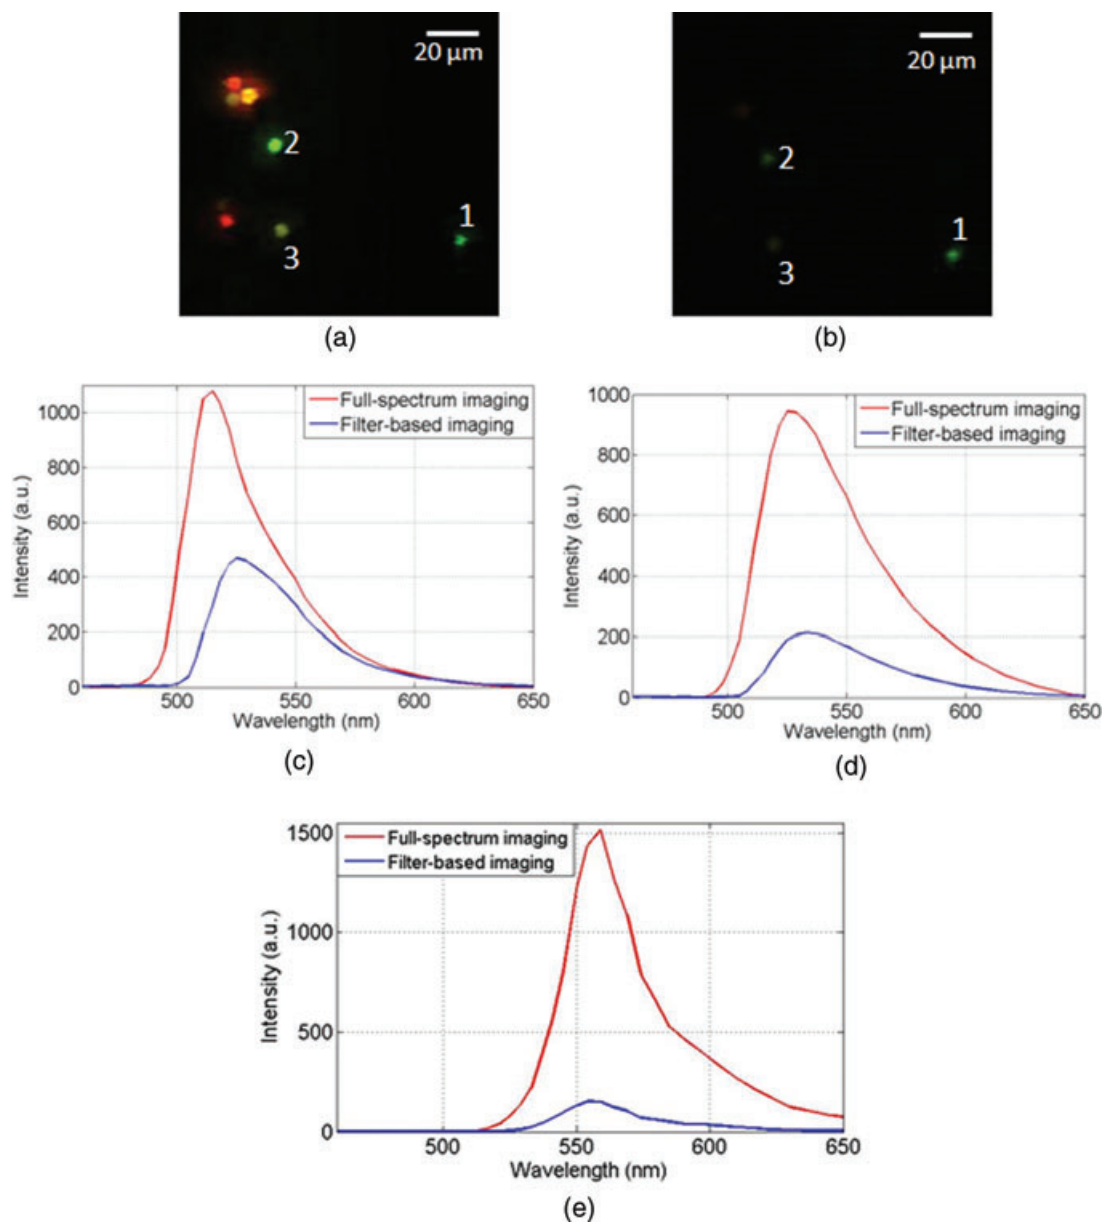 20 µm
2
1
3
(a)
20 µm
2
1
3
(b)
Full-spectrum imaging
Filter-based imaging
1000
800
600
400
200
0
500
550
600
650
Intensity (a.u.)
Wavelength (nm)
(c)
Full-spectrum imaging
Filter-based imaging
1000
800
600
400
200
0
500
550
600
650
Intensity (a.u.)
Wavelength (nm)
(d)
Full-spectrum imaging
Filter-based imaging
1500
1000
500
0
500
550
600
650
Intensity (a.u.)
Wavelength (nm)
(e)